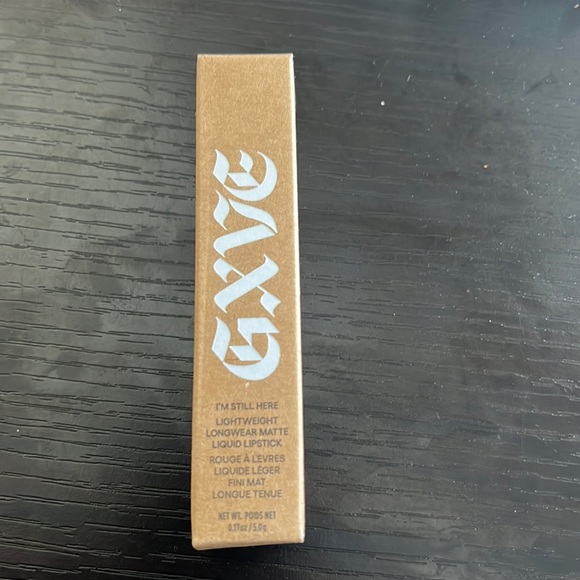 GXVE
I'M STILL HERE
LIGHTWEIGHT
LONGWEAR MATTE
LIQUID LIPSTICK
ROUGE À LÈVRES
LIQUIDE LÉGER
FINI MAT
LONGUE TENUE
NET WT. POIDS NET
0.17oz / 5.0g